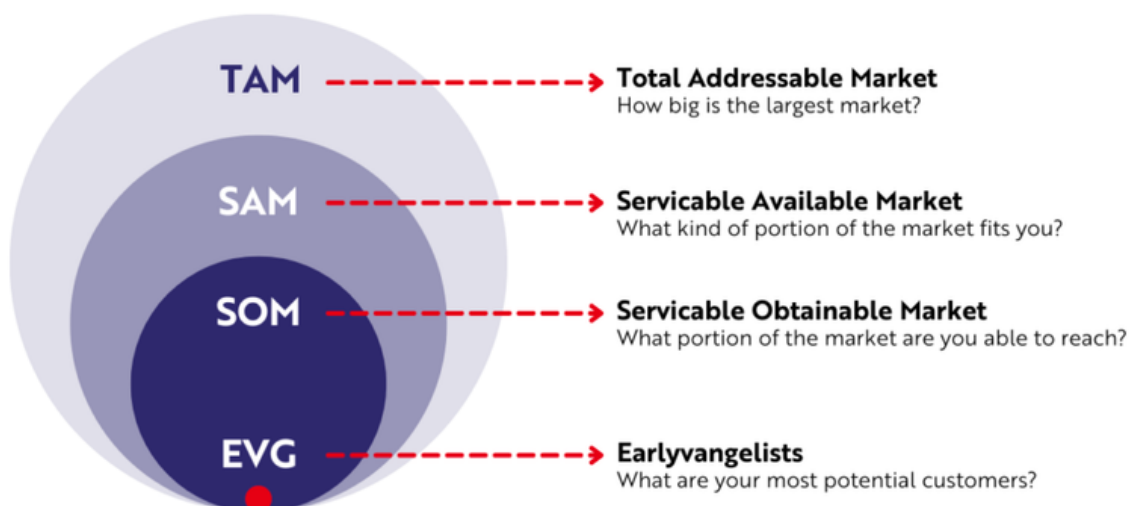 TAM
Total Addressable Market
How big is the largest market?
SAM
Servicable Available Market
What kind of portion of the market fits you?
SOM
Servicable Obtainable Market
What portion of the market are you able to reach?
EVG
Earlyvangelists
What are your most potential customers?